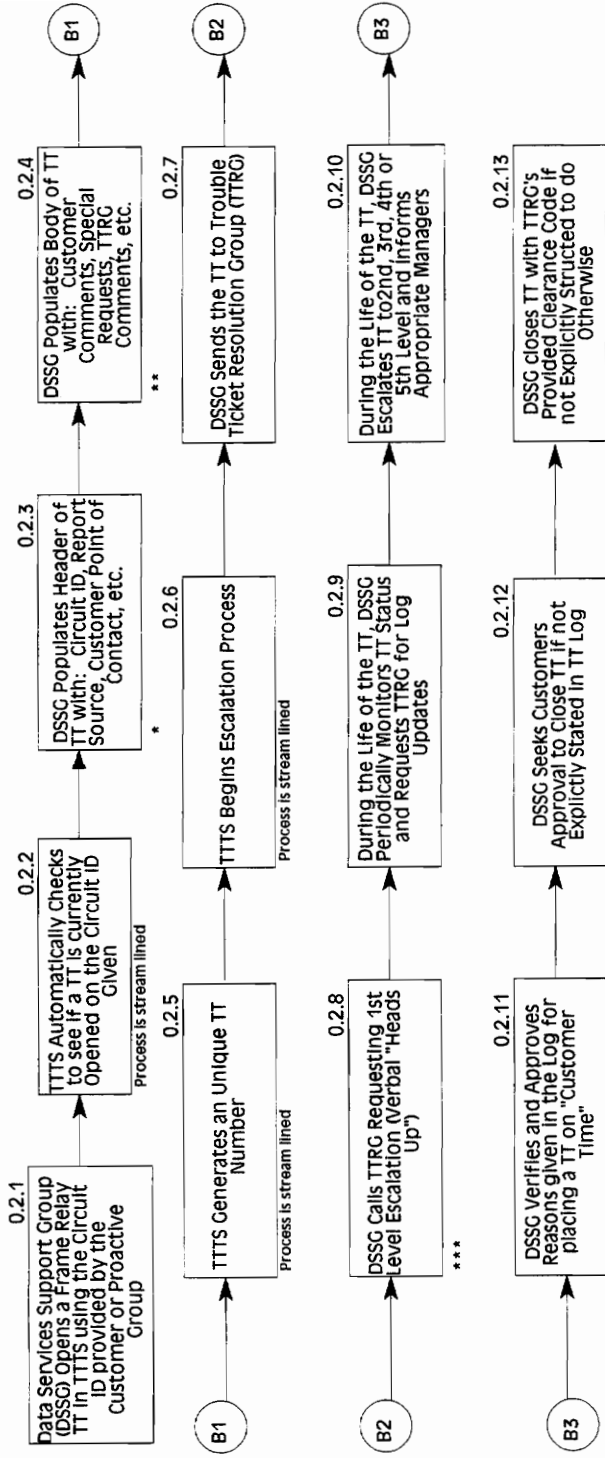 0.2.1
Data Services Support Group
(DSSG) Opens a Frame Relay
TT in TTTS using the Circuit
ID provided by the
Customer or Proactive
Group
0.2.2
TTTS Automatically Checks
to see if a TT is currently
Opened on the Circuit ID
Given
Process is stream lined
0.2.3
DSSG Populates Header of
TT with: Circuit ID, Report
Source, Customer Point of
Contact, etc.
*
0.2.4
DSSG Populates Body of TT
with: Customer
Comments, Special
Requests, TTRG
Comments, etc.
**
B1
B1
0.2.5
TTTS Generates an Unique TT
Number
Process is stream lined
0.2.6
TTTS Begins Escalation Process
Process is stream lined
0.2.7
DSSG Sends the TT to Trouble
Ticket Resolution Group (TTRG)
B2
B2
0.2.8
DSSG Calls TTRG Requesting 1st
Level Escalation (Verbal "Heads
Up")
***
0.2.9
During the Life of the TT, DSSG
Periodically Monitors TT Status
and Requests TTRG for Log
Updates
0.2.10
During the Life of the TT, DSSG
Escalates TT to2nd, 3rd, 4th or
5th Level and Informs
Appropriate Managers
B3
B3
0.2.11
DSSG Verifies and Approves
Reasons given in the Log for
placing a TT on "Customer
Time"
0.2.12
DSSG Seeks Customers
Approval to Close TT if not
Explicitly Stated in TT Log
0.2.13
DSSG closes TT with TTRG's
Provided Clearance Code if
not Explicitly Structed to do
Otherwise